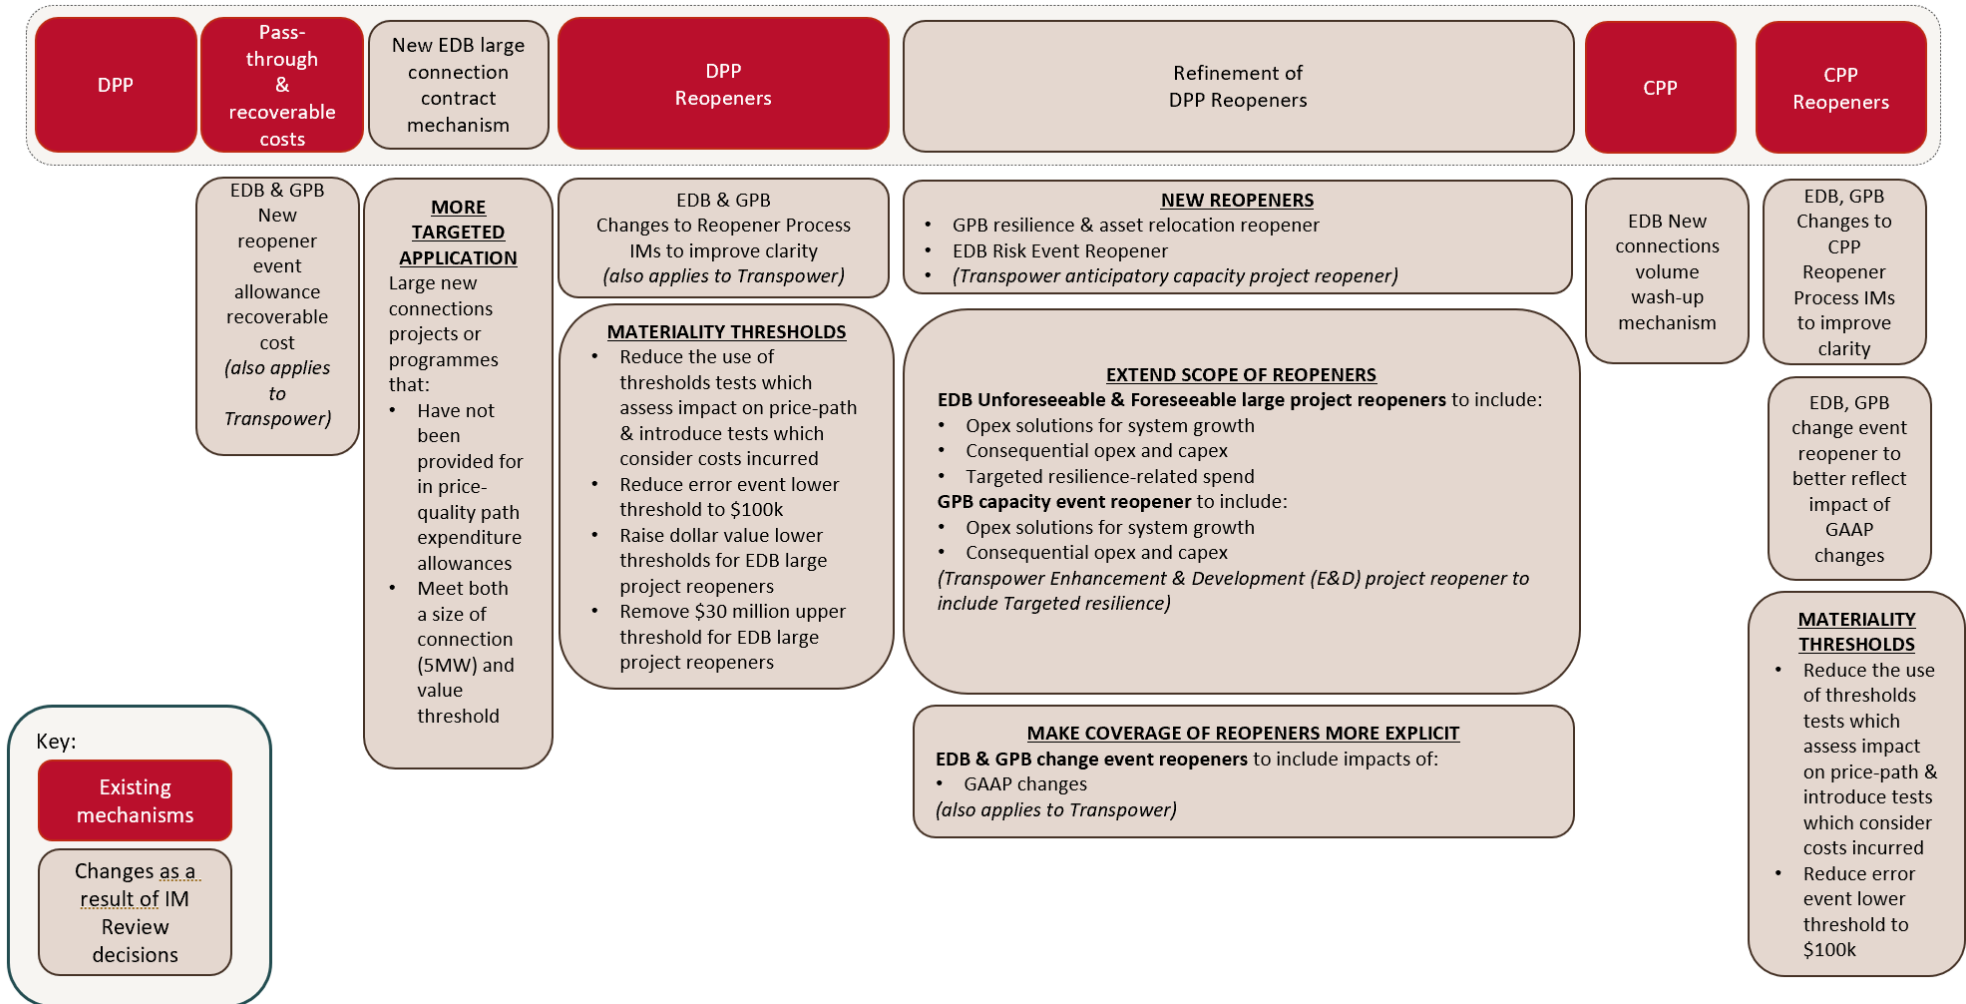 DPP
Pass-
through
&
recoverable
costs
New EDB large
connection
contract
mechanism
DPP
Reopeners
Refinement of
DPP Reopeners
CPP
CPP
Reopeners
EDB & GPB
New
reopener
event
allowance
recoverable
cost
(also applies
to
Transpower)
MORE
TARGETED
APPLICATION
Large new
connections
projects or
programmes
that:
• Have not
been
provided for
in price-
quality path
expenditure
allowances
• Meet both
a size of
connection
(5MW) and
value
threshold
EDB & GPB
Changes to Reopener Process
IMs to improve clarity
(also applies to Transpower)
MATERIALITY THRESHOLDS
• Reduce the use of
thresholds tests which
assess impact on price-path
& introduce tests which
consider costs incurred
• Reduce error event lower
threshold to $100k
• Raise dollar value lower
thresholds for EDB large
project reopeners
• Remove $30 million upper
threshold for EDB large
project reopeners
NEW REOPENERS
• GPB resilience & asset relocation reopener
• EDB Risk Event Reopener
• (Transpower anticipatory capacity project reopener)
EXTEND SCOPE OF REOPENERS
EDB Unforeseeable & Foreseeable large project reopeners to include:
• Opex solutions for system growth
• Consequential opex and capex
• Targeted resilience-related spend
GPB capacity event reopener to include:
• Opex solutions for system growth
• Consequential opex and capex
(Transpower Enhancement & Development (E&D) project reopener to
include Targeted resilience)
MAKE COVERAGE OF REOPENERS MORE EXPLICIT
EDB & GPB change event reopeners to include impacts of:
• GAAP changes
(also applies to Transpower)
EDB New
connections
volume
wash-up
mechanism
EDB, GPB
Changes to
CPP
Reopener
Process IMs
to improve
clarity
EDB, GPB
change event
reopener to
better reflect
impact of
GAAP
changes
MATERIALITY
THRESHOLDS
• Reduce the use
of thresholds
tests which
assess impact
on price-path &
introduce tests
which consider
costs incurred
• Reduce error
event lower
threshold to
$100k
Key:
Existing
mechanisms
Changes as a
result of IM
Review
decisions